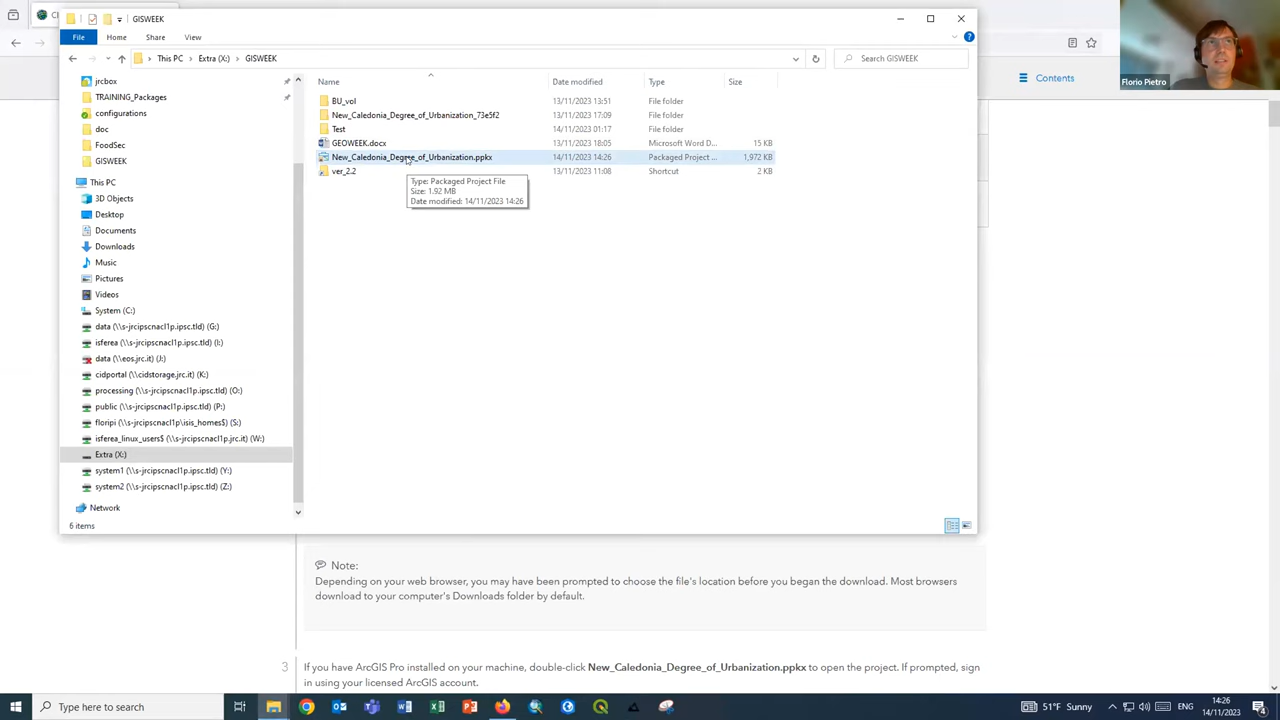 GISWEEK
File
Home
Share
View
This PC
Extra (X:)
GISWEEK
Search GISWEEK
Florio Pietro
Contents
Name
Date modified
Type
Size
jrcbox
TRAINING_Packages
configurations
doc
FoodSec
GISWEEK
This PC
3D Objects
Desktop
Documents
Downloads
Music
Pictures
Videos
System (C:)
data (\\s-jrcipscnacl1p.ipsc.tld) (G:)
isferea (\\s-jrcipscnacl1p.ipsc.tld) (I:)
data (\\eos.jrc.it) (J:)
cidportal (\\cidstorage.jrc.it) (K:)
processing (\\s-jrcipscnacl1p.ipsc.tld) (O:)
public (\\s-jrcipscnacl1p.ipsc.tld) (P:)
floripi (\\s-jrcipscnacl1p\isis_homes$) (S:)
isferea_linux_users$ (\\s-jrcipscnacl1p.jrc.it) (W:)
Extra (X:)
system1 (\\s-jrcipscnacl1p.ipsc.tld) (Y:)
system2 (\\s-jrcipscnacl1p.ipsc.tld) (Z:)
Network
BU_vol 13/11/2023 13:51 File folder
New_Caledonia_Degree_of_Urbanization_73e5f2 13/11/2023 17:09 File folder
Test 14/11/2023 01:17 File folder
GEOWEEK.docx 13/11/2023 18:05 Microsoft Word D... 15 KB
New_Caledonia_Degree_of_Urbanization.ppkx 14/11/2023 14:26 Packaged Project ... 1,972 KB
ver_2.2 13/11/2023 11:08 Shortcut 2 KB
Type: Packaged Project File
Size: 1.92 MB
Date modified: 14/11/2023 14:26
6 items
Note:
Depending on your web browser, you may have been prompted to choose the file's location before you began the download. Most browsers
download to your computer's Downloads folder by default.
3 If you have ArcGIS Pro installed on your machine, double-click New_Caledonia_Degree_of_Urbanization.ppkx to open the project. If prompted, sign
in using your licensed ArcGIS account.
Type here to search
51°F Sunny
ENG
14:26
14/11/2023